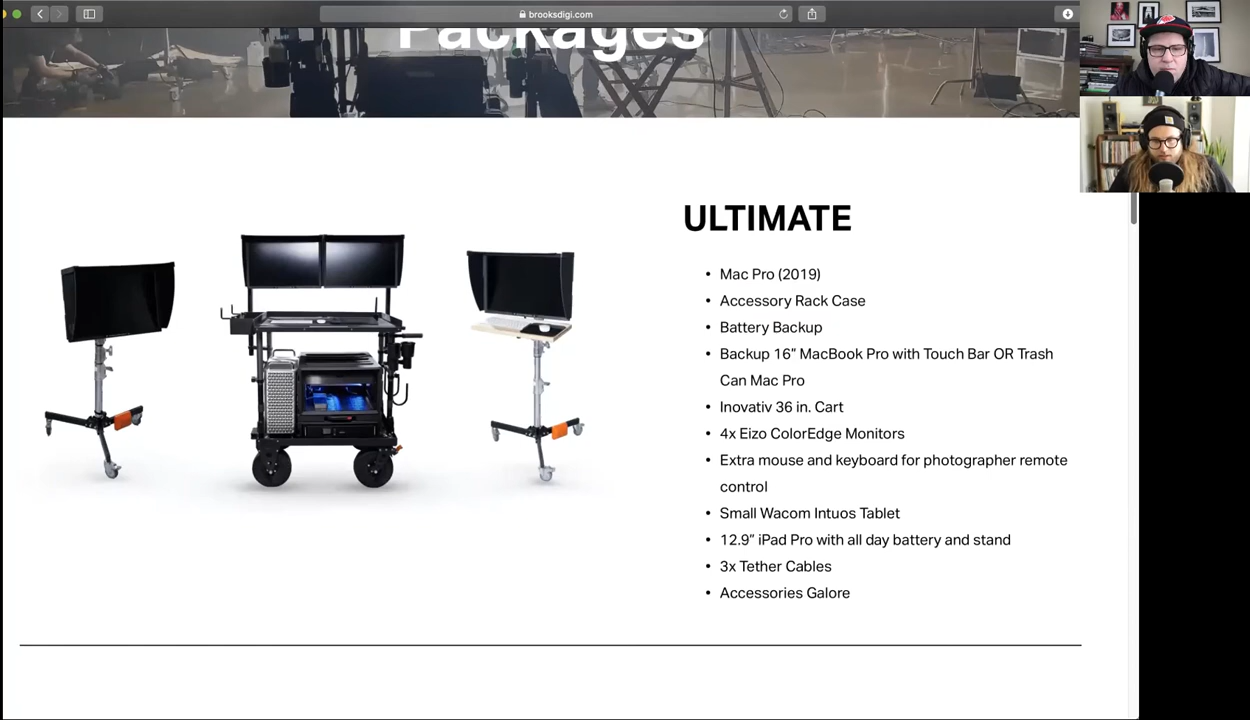 brooksdigi.com
Packages
ULTIMATE
• Mac Pro (2019)
• Accessory Rack Case
• Battery Backup
• Backup 16” MacBook Pro with Touch Bar OR Trash
Can Mac Pro
• Inovativ 36 in. Cart
• 4x Eizo ColorEdge Monitors
• Extra mouse and keyboard for photographer remote
control
• Small Wacom Intuos Tablet
• 12.9” iPad Pro with all day battery and stand
• 3x Tether Cables
• Accessories Galore